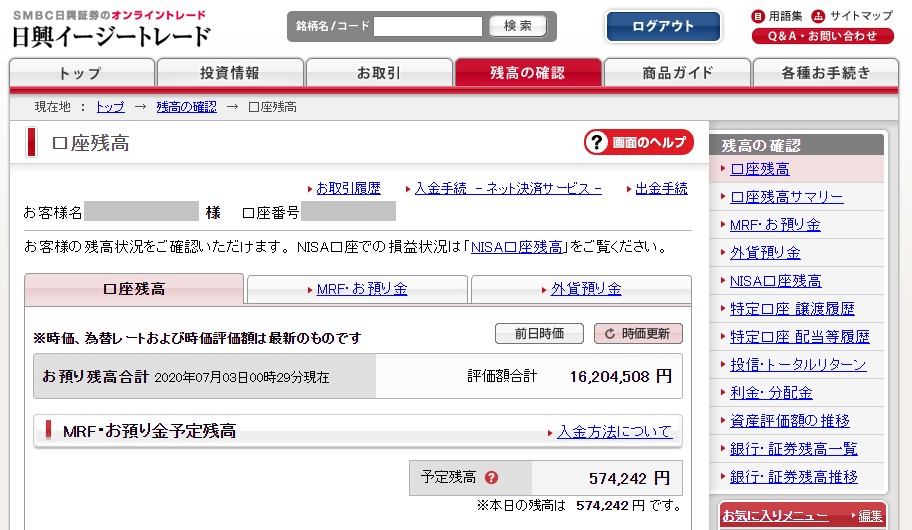 SMBC日興証券のオンライントレード
日興イージートレード
銘柄名/コード 検索
ログアウト
用語集 サイトマップ
Q&A・お問い合わせ
トップ 投資情報 お取引 残高の確認 商品ガイド 各種お手続き
現在地 : トップ → 残高の確認 → 口座残高
口座残高
? 画面のヘルプ
お取引履歴 入金手続 －ネット決済サービス－ 出金手続
お客様名 様 口座番号
お客様の残高状況をご確認いただけます。NISA口座での損益状況は「NISA口座残高」をご覧ください。
口座残高 MRF・お預り金 外貨預り金
※時価、為替レートおよび時価評価額は最新のものです
前日時価 時価更新
お預り残高合計 2020年07月03日00時29分現在 評価額合計 16,204,508 円
MRF・お預り金予定残高 入金方法について
予定残高 ? 574,242 円
※本日の残高は 574,242 円 です。
残高の確認
口座残高
口座残高サマリー
MRF・お預り金
外貨預り金
NISA口座残高
特定口座 譲渡履歴
特定口座 配当等履歴
投信・トータルリターン
利金・分配金
資産評価額の推移
銀行・証券残高一覧
銀行・証券残高推移
お気に入りメニュー 編集